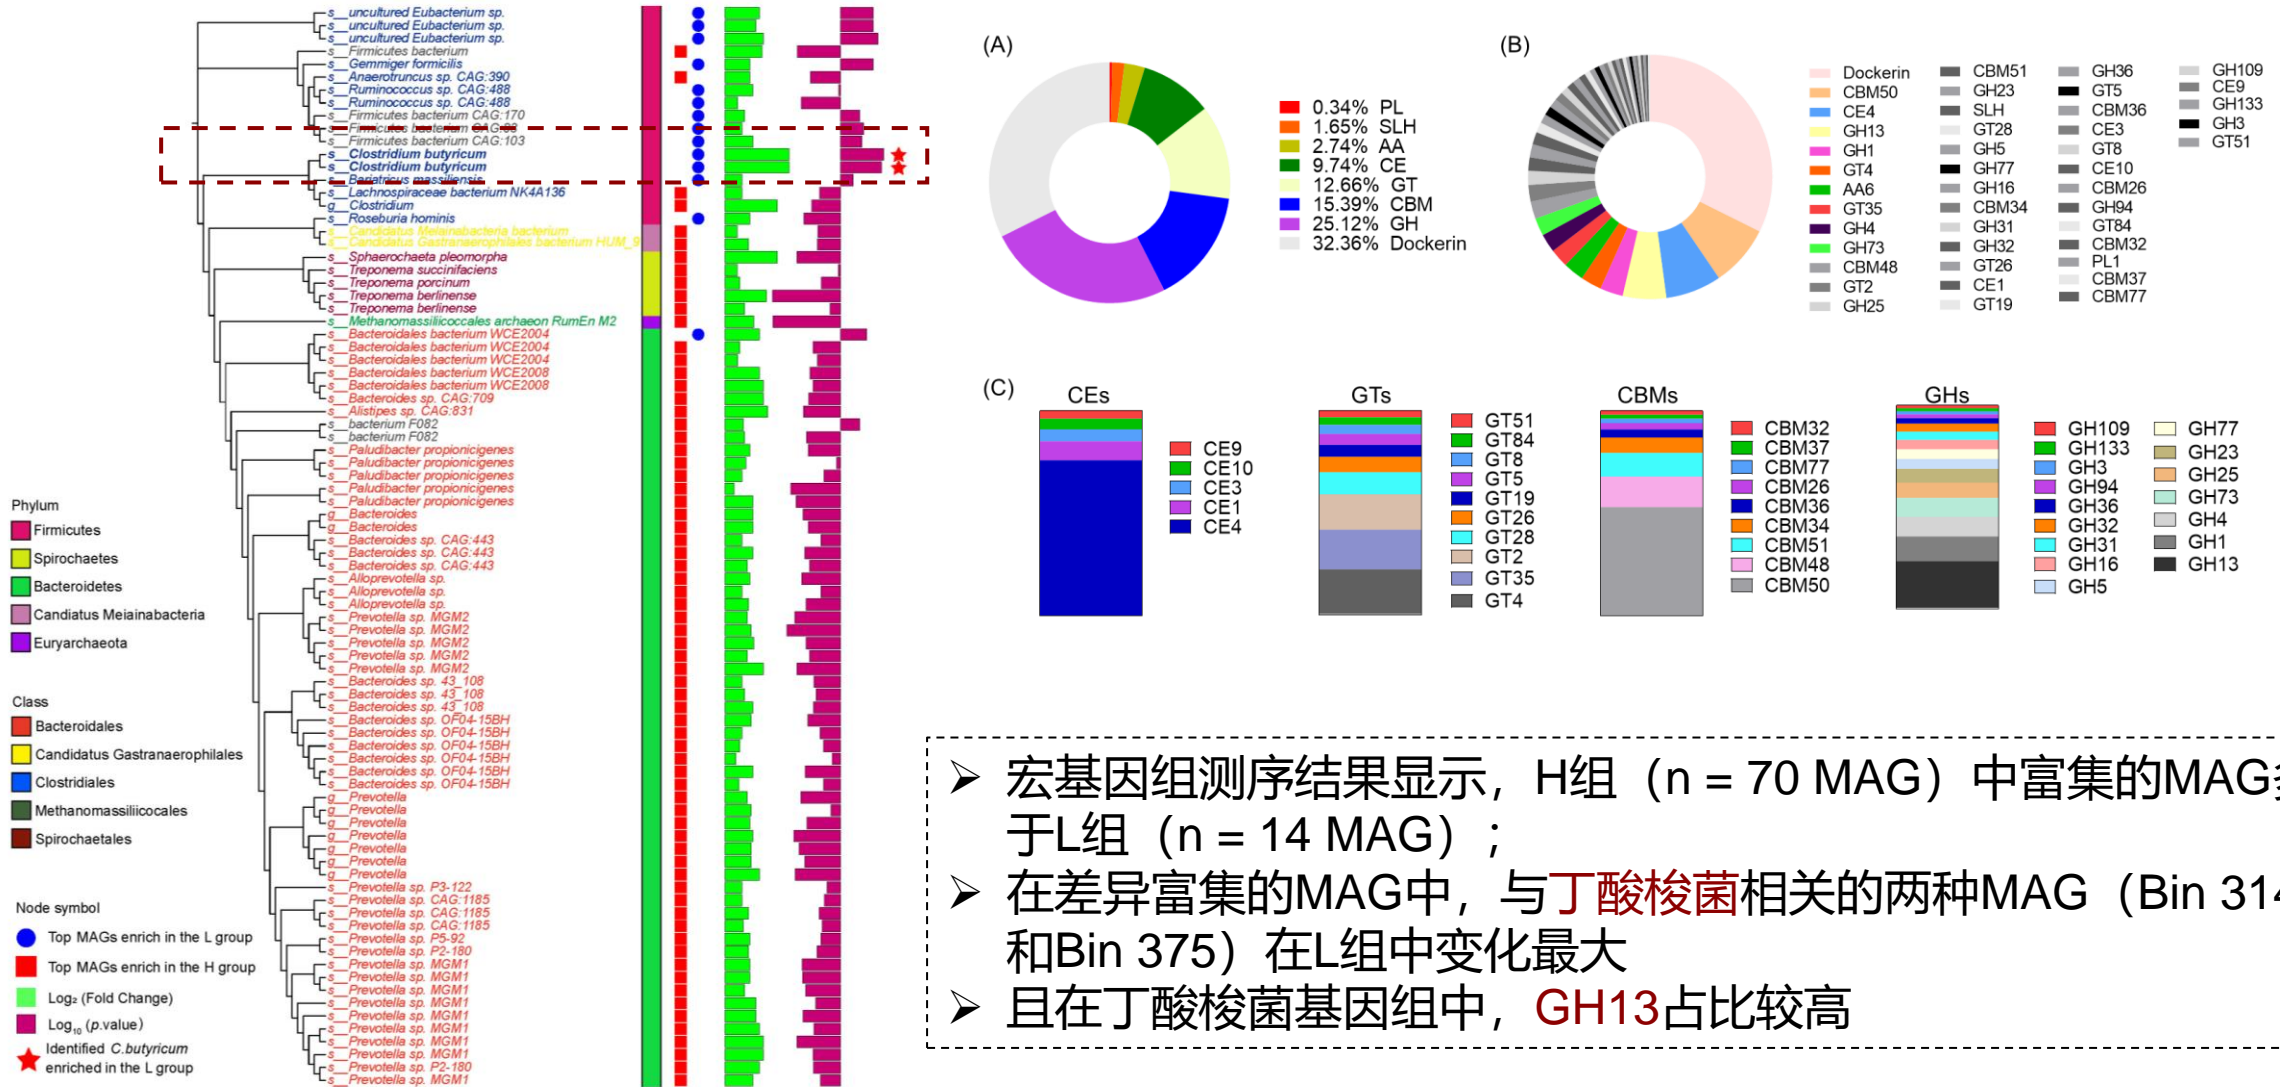 s__uncultured Eubacterium sp.
s__uncultured Eubacterium sp.
s__uncultured Eubacterium sp.
s__Firmicutes bacterium
s__Gemmiger formicilis
s__Anaerotruncus sp. CAG:390
s__Ruminococcus sp. CAG:488
s__Ruminococcus sp. CAG:488
s__Firmicutes bacterium CAG:170
s__Firmicutes bacterium
s__Firmicutes bacterium CAG:103
s__Clostridium butyricum
s__Clostridium butyricum
s__Bariatricus massiliensis
s__Lachnospiraceae bacterium NK4A136
g__Clostridium
s__Roseburia hominis
s__Candidatus Melainabacteria bacterium
s__Candidatus Gastranaerophilales bacterium HUM_9
s__Sphaerochaeta pleomorpha
s__Treponema succinifaciens
s__Treponema porcinum
s__Treponema berlinense
s__Treponema berlinense
s__Methanomassiliicoccales archaeon RumEn M2
s__Bacteroidales bacterium WCE2004
s__Bacteroidales bacterium WCE2004
s__Bacteroidales bacterium WCE2004
s__Bacteroidales bacterium WCE2008
s__Bacteroidales bacterium WCE2008
s__Bacteroides sp. CAG:709
s__Alistipes sp. CAG:831
s__bacterium F082
s__bacterium F082
s__Paludibacter propionicigenes
s__Paludibacter propionicigenes
s__Paludibacter propionicigenes
s__Paludibacter propionicigenes
s__Paludibacter propionicigenes
g__Bacteroides
g__Bacteroides
s__Bacteroides sp. CAG:443
s__Bacteroides sp. CAG:443
s__Bacteroides sp. CAG:443
s__Alloprevotella sp.
s__Alloprevotella sp.
s__Alloprevotella sp.
s__Prevotella sp. MGM2
s__Prevotella sp. MGM2
s__Prevotella sp. MGM2
s__Prevotella sp. MGM2
s__Prevotella sp. MGM2
s__Bacteroides sp. 43_108
s__Bacteroides sp. 43_108
s__Bacteroides sp. 43_108
s__Bacteroides sp. OF04-15BH
s__Bacteroides sp. OF04-15BH
s__Bacteroides sp. OF04-15BH
s__Bacteroides sp. OF04-15BH
s__Bacteroides sp. OF04-15BH
s__Bacteroides sp. OF04-15BH
g__Prevotella
g__Prevotella
g__Prevotella
g__Prevotella
g__Prevotella
g__Prevotella
g__Prevotella
s__Prevotella sp. P3-122
s__Prevotella sp. CAG:1185
s__Prevotella sp. CAG:1185
s__Prevotella sp. CAG:1185
s__Prevotella sp. P5-92
s__Prevotella sp. P2-180
s__Prevotella sp. MGM1
s__Prevotella sp. MGM1
s__Prevotella sp. MGM1
s__Prevotella sp. MGM1
s__Prevotella sp. MGM1
s__Prevotella sp. MGM1
s__Prevotella sp. MGM1
s__Prevotella sp. MGM1
s__Prevotella sp. P2-180
s__Prevotella sp. MGM1
Phylum
Firmicutes
Spirochaetes
Bacteroidetes
Candiatus Meiainabacteria
Euryarchaeota
Class
Bacteroidales
Candidatus Gastranaerophilales
Clostridiales
Methanomassiliicocales
Spirochaetales
Node symbol
Top MAGs enrich in the L group
Top MAGs enrich in the H group
Log₂ (Fold Change)
Log₁₀ (p.value)
Identified C.butyricum
enriched in the L group
(A)
0.34% PL
1.65% SLH
2.74% AA
9.74% CE
12.66% GT
15.39% CBM
25.12% GH
32.36% Dockerin
(B)
Dockerin
CBM50
CE4
GH13
GH1
GT4
AA6
GT35
GH4
GH73
CBM48
GT2
GH25
CBM51
GH23
SLH
GT28
GH5
GH77
GH16
CBM34
GH31
GH32
GT26
CE1
GT19
GH36
GT5
CBM36
CE3
GT8
CE10
CBM26
GH94
GT84
CBM32
PL1
CBM37
CBM77
GH109
CE9
GH133
GH3
GT51
(C)
CEs
CE9
CE10
CE3
CE1
CE4
GTs
GT51
GT84
GT8
GT5
GT19
GT26
GT28
GT2
GT35
GT4
CBMs
CBM32
CBM37
CBM77
CBM26
CBM36
CBM34
CBM51
CBM48
CBM50
GHs
GH109
GH133
GH3
GH94
GH36
GH32
GH31
GH16
GH5
GH77
GH23
GH25
GH73
GH4
GH1
GH13
➢ 宏基因组测序结果显示，H组（n = 70 MAG）中富集的MAG多
于L组（n = 14 MAG）；
➢ 在差异富集的MAG中，与丁酸梭菌相关的两种MAG（Bin 314
和Bin 375）在L组中变化最大
➢ 且在丁酸梭菌基因组中，GH13占比较高